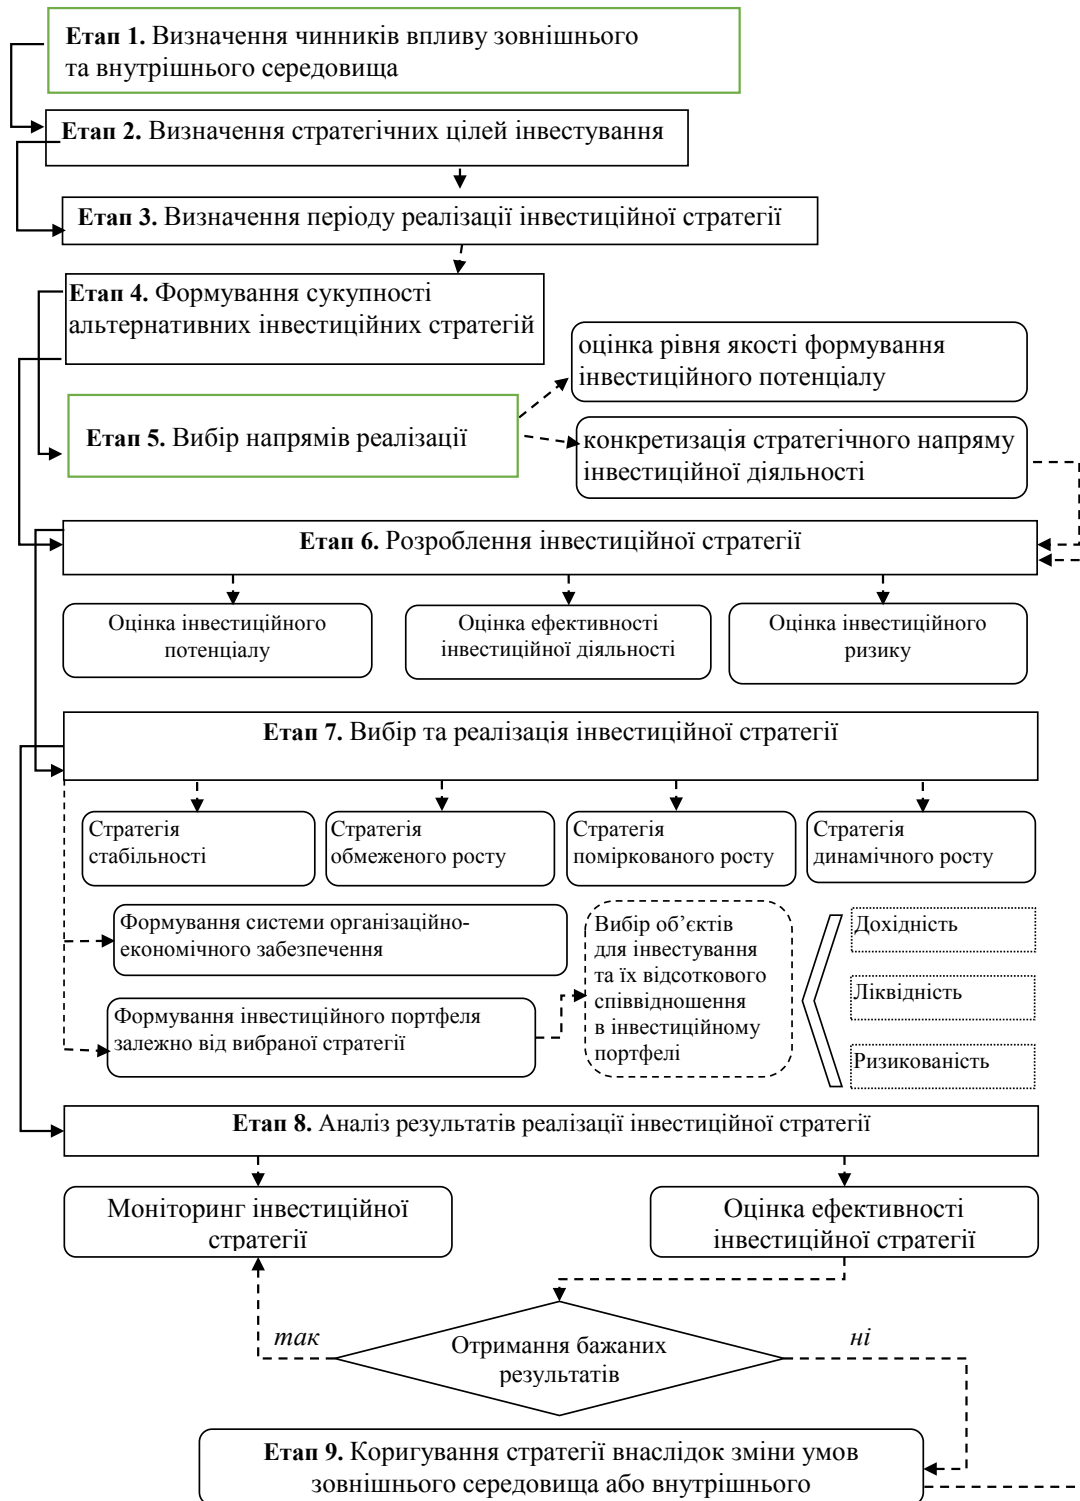 Етап 1. Визначення чинників впливу зовнішнього
та внутрішнього середовища
Етап 2. Визначення стратегічних цілей інвестування
Етап 3. Визначення періоду реалізації інвестиційної стратегії
Етап 4. Формування сукупності
альтернативних інвестиційних стратегій
оцінка рівня якості формування
інвестиційного потенціалу
Етап 5. Вибір напрямів реалізації
конкретизація стратегічного напряму
інвестиційної діяльності
Етап 6. Розроблення інвестиційної стратегії
Оцінка інвестиційного
потенціалу
Оцінка ефективності
інвестиційної діяльності
Оцінка інвестиційного
ризику
Етап 7. Вибір та реалізація інвестиційної стратегії
Стратегія
стабільності
Стратегія
обмеженого росту
Стратегія
поміркованого росту
Стратегія
динамічного росту
Формування системи організаційно-
економічного забезпечення
Формування інвестиційного портфеля
залежно від вибраної стратегії
Вибір об’єктів
для інвестування
та їх відсоткового
співвідношення
в інвестиційному
портфелі
Дохідність
Ліквідність
Ризикованість
Етап 8. Аналіз результатів реалізації інвестиційної стратегії
Моніторинг інвестиційної
стратегії
Оцінка ефективності
інвестиційної стратегії
так
Отримання бажаних
результатів
ні
Етап 9. Коригування стратегії внаслідок зміни умов
зовнішнього середовища або внутрішнього